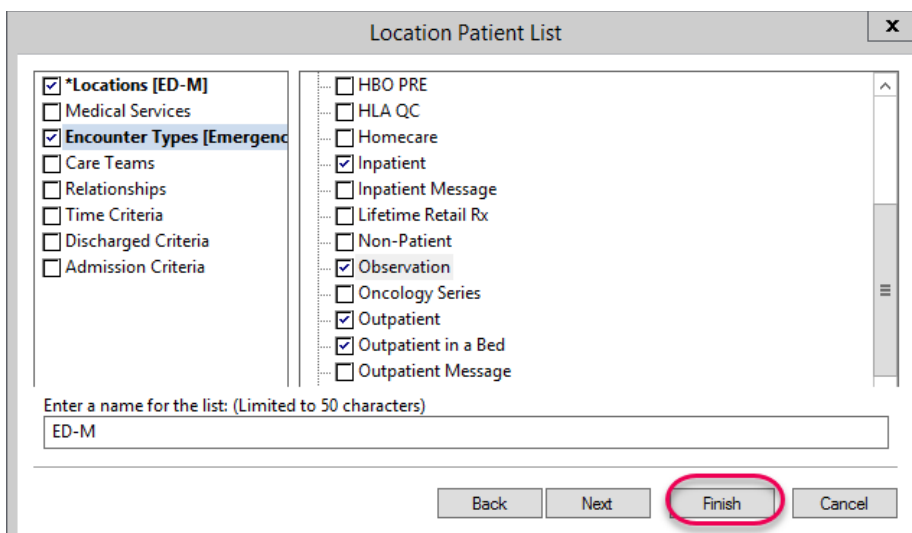 Location Patient List
X
*Locations [ED-M]
Medical Services
Encounter Types [Emergenc
Care Teams
Relationships
Time Criteria
Discharged Criteria
Admission Criteria
HBO PRE
HLA QC
Homecare
Inpatient
Inpatient Message
Lifetime Retail Rx
Non-Patient
Observation
Oncology Series
Outpatient
Outpatient in a Bed
Outpatient Message
Enter a name for the list: (Limited to 50 characters)
ED-M
Back Next Finish Cancel